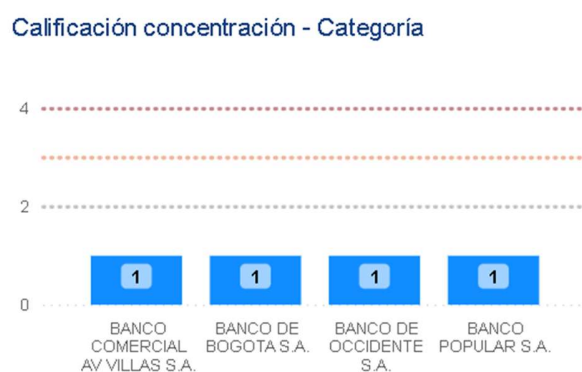 Calificación concentración - Categoría
4
2
0
1 1 1 1
BANCO COMERCIAL AV VILLAS S.A.
BANCO DE BOGOTA S.A.
BANCO DE OCCIDENTE S.A.
BANCO POPULAR S.A.